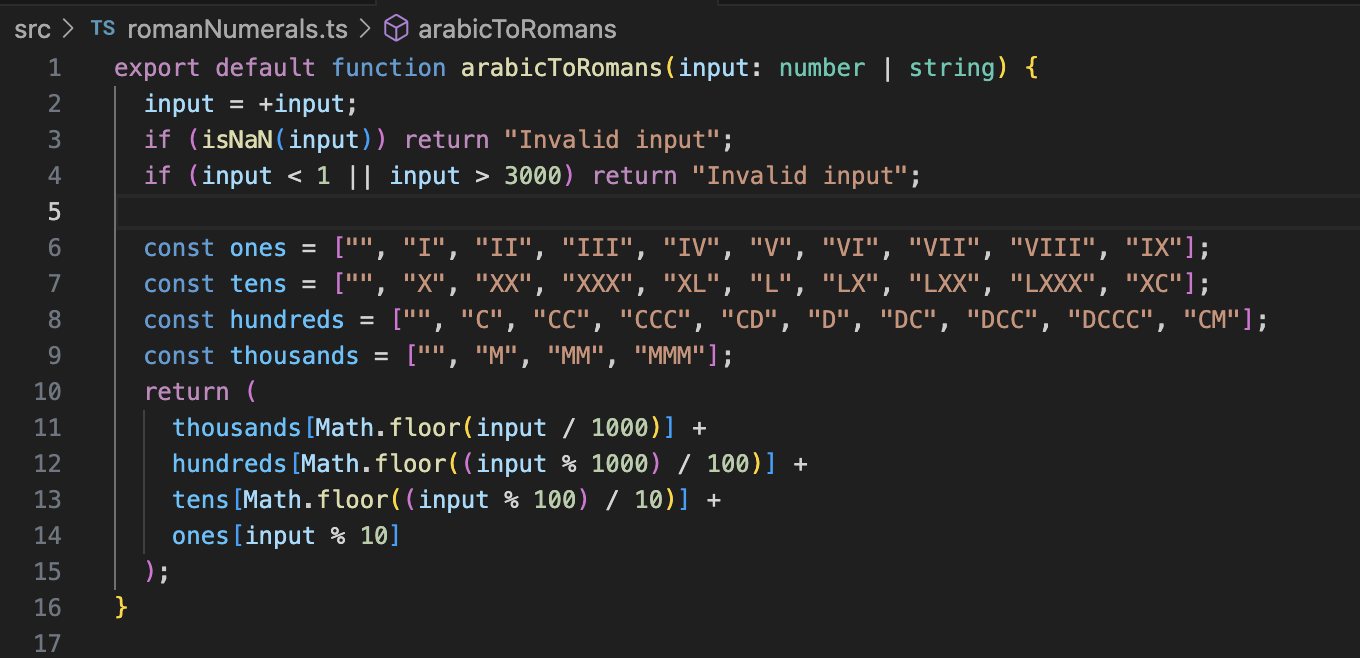 src > TS romanNumerals.ts > arabicToRomans
1 export default function arabicToRomans(input: number | string) {
2   input = +input;
3   if (isNaN(input)) return "Invalid input";
4   if (input < 1 || input > 3000) return "Invalid input";
5
6   const ones = ["", "I", "II", "III", "IV", "V", "VI", "VII", "VIII", "IX"];
7   const tens = ["", "X", "XX", "XXX", "XL", "L", "LX", "LXX", "LXXX", "XC"];
8   const hundreds = ["", "C", "CC", "CCC", "CD", "D", "DC", "DCC", "DCCC", "CM"];
9   const thousands = ["", "M", "MM", "MMM"];
10   return (
11     thousands[Math.floor(input / 1000)] +
12     hundreds[Math.floor((input % 1000) / 100)] +
13     tens[Math.floor((input % 100) / 10)] +
14     ones[input % 10]
15   );
16 }
17